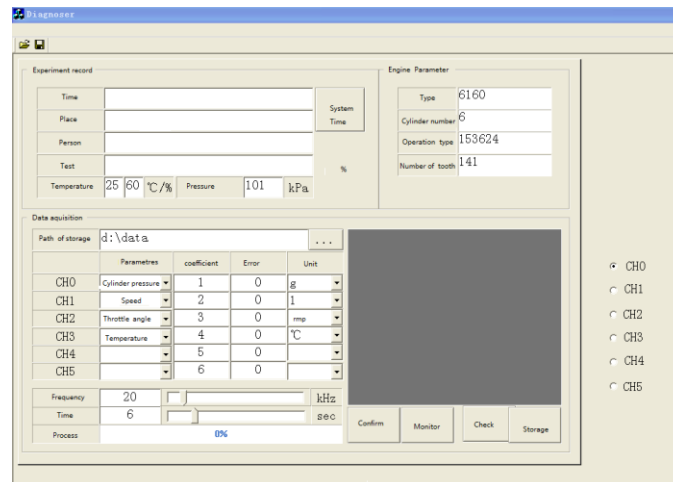 Diagnoser
Experiment record
Time
Place
Person
Test
System Time
%
Temperature 25 60 ℃/% Pressure 101 kPa
Engine Parameter
Type 6160
Cylinder number 6
Operation type 153624
Number of tooth 141
Data aquisition
Path of storage d:\data ...
Parametres coefficient Error Unit
CH0 Cylinder pressure 1 0 g
CH1 Speed 2 0 1
CH2 Throttle angle 3 0 rmp
CH3 Temperature 4 0 ℃
CH4 5 0
CH5 6 0
Frequency 20 kHz
Time 6 sec
Process 0%
Confirm Monitor Check Storage
CH0
CH1
CH2
CH3
CH4
CH5